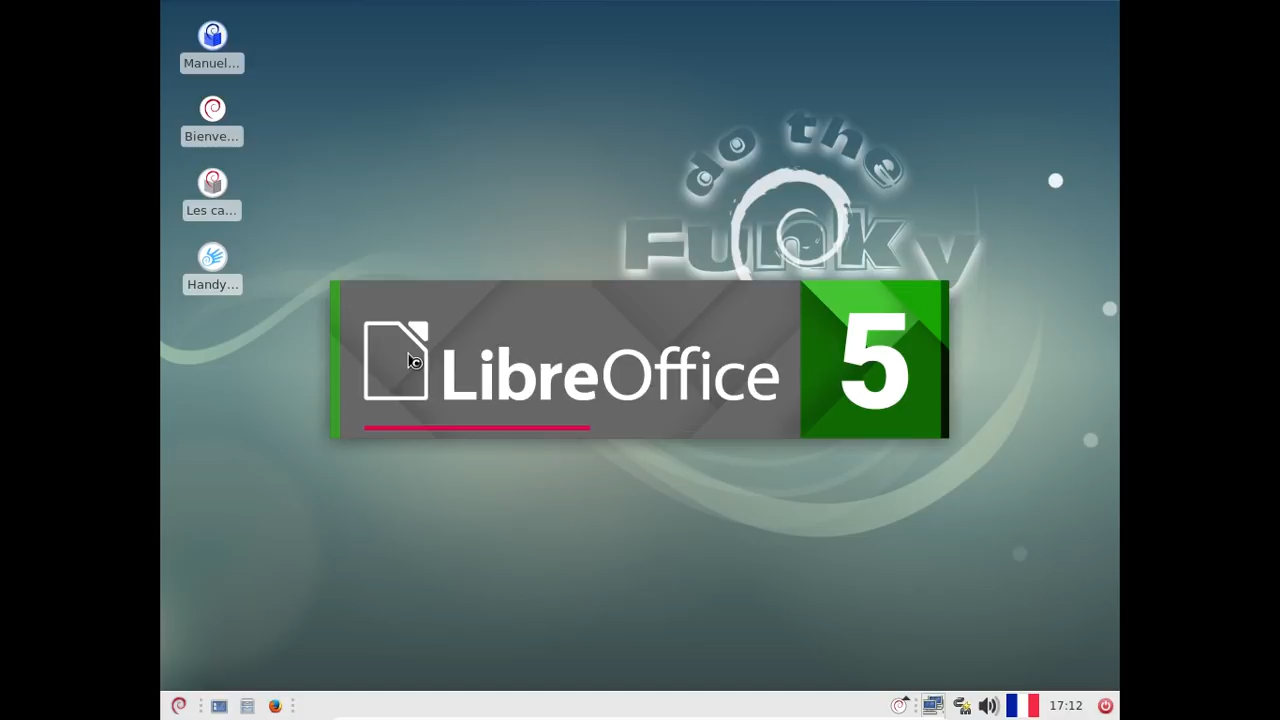 Manuel...
Bienve...
Les ca...
Handy...
do the
Funky
LibreOffice 5
17:12